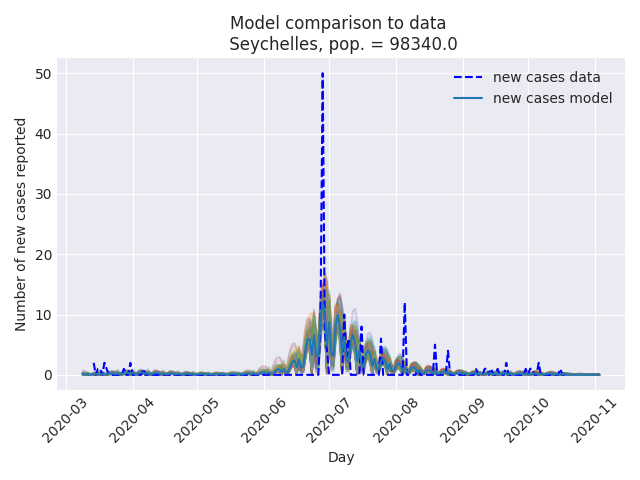 Model comparison to data
Seychelles, pop. = 98340.0
new cases data
new cases model
Number of new cases reported
50
40
30
20
10
0
2020-03
2020-04
2020-05
2020-06
2020-07
2020-08
2020-09
2020-10
2020-11
Day